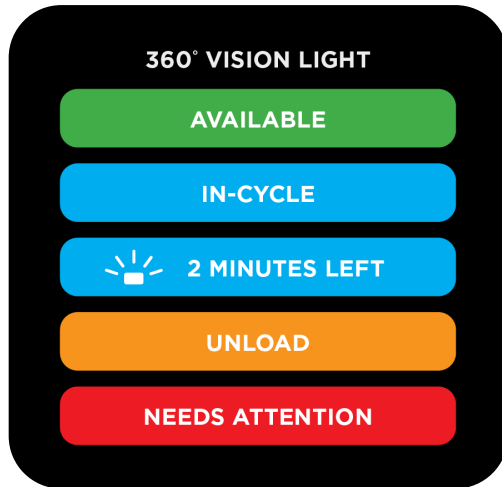 360° VISION LIGHT
AVAILABLE
IN-CYCLE
2 MINUTES LEFT
UNLOAD
NEEDS ATTENTION